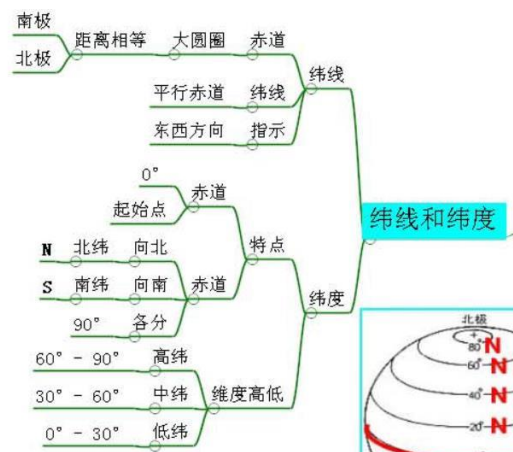 南极
北极
距离相等
大圆圈
赤道
纬线
平行赤道
纬线
东西方向
指示
纬线和纬度
0°
起始点
赤道
特点
N
北纬
向北
S
南纬
向南
赤道
90°
各分
纬度
60° - 90°
高纬
30° - 60°
中纬
维度高低
0° - 30°
低纬
北极
80° N
60° N
40° N
20° N